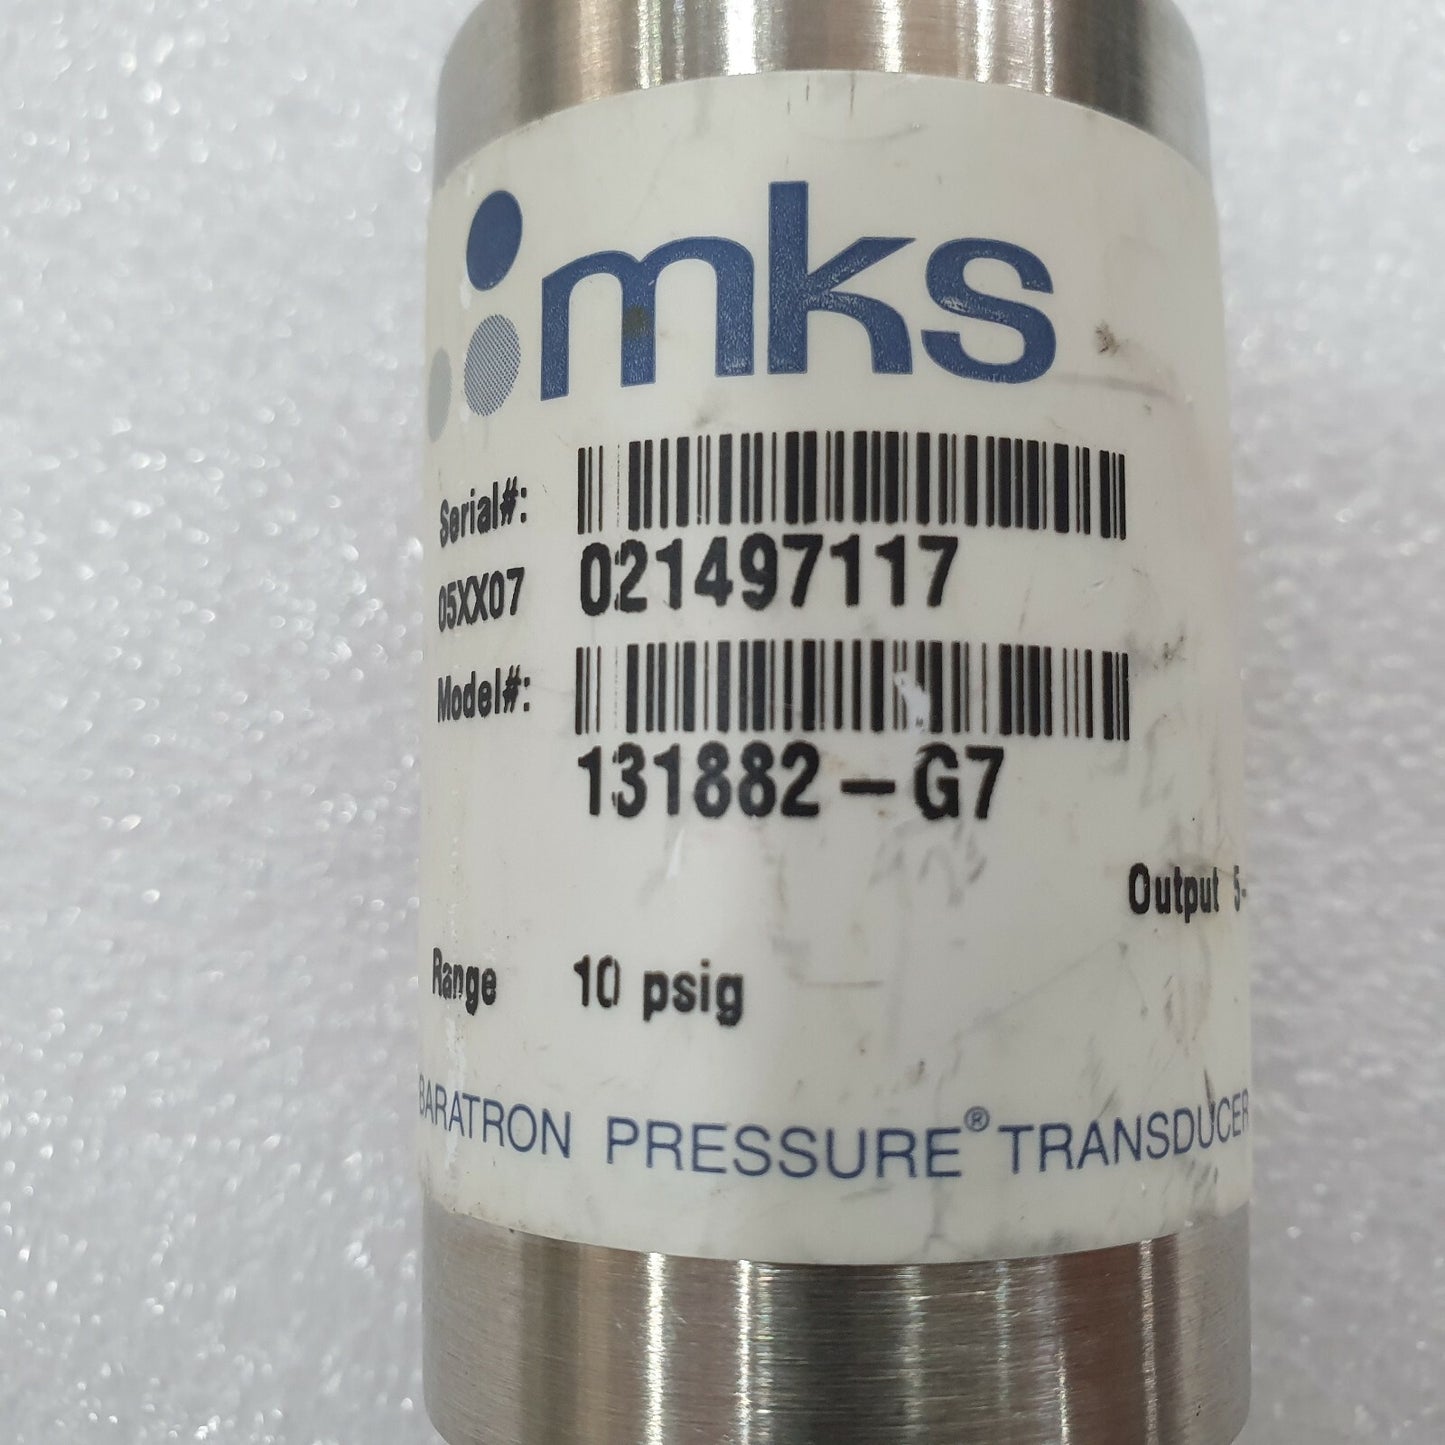 mks
Serial#:
05XX07 021497117
Model#:
131882-G7
Output 5-
Range 10 psig
BARATRON PRESSURE® TRANSDUCER